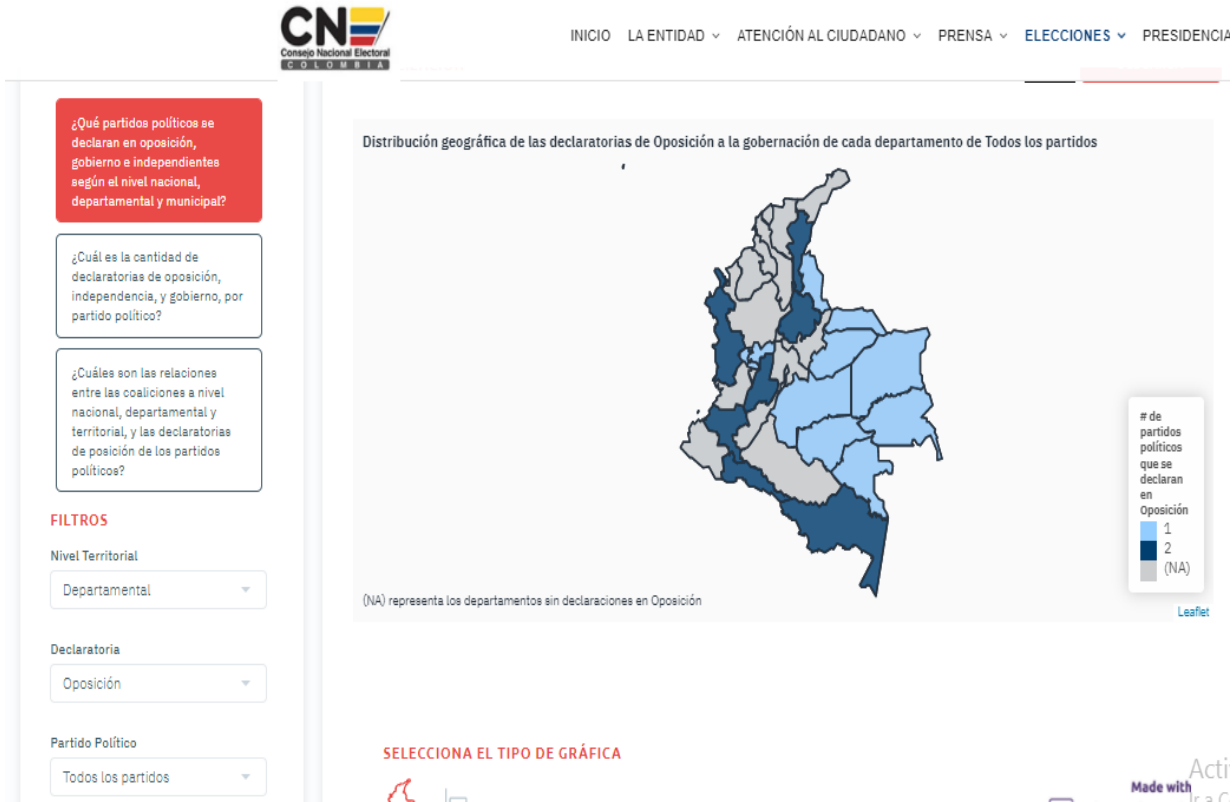 CNE
Consejo Nacional Electoral
COLOMBIA
INICIO LA ENTIDAD ATENCIÓN AL CIUDADANO PRENSA ELECCIONES PRESIDENCIA
¿Qué partidos políticos se
declaran en oposición,
gobierno e independientes
según el nivel nacional,
departamental y municipal?
¿Cuál es la cantidad de
declaratorias de oposición,
independencia, y gobierno, por
partido político?
¿Cuáles son las relaciones
entre las coaliciones a nivel
nacional, departamental y
territorial, y las declaratorias
de posición de los partidos
políticos?
FILTROS
Nivel Territorial
Departamental
Declaratoria
Oposición
Partido Político
Todos los partidos
Distribución geográfica de las declaratorias de Oposición a la gobernación de cada departamento de Todos los partidos
# de
partidos
políticos
que se
declaran
en
Oposición
1
2
(NA)
(NA) representa los departamentos sin declaraciones en Oposición
Leaflet
SELECCIONA EL TIPO DE GRÁFICA
Made with
Acti